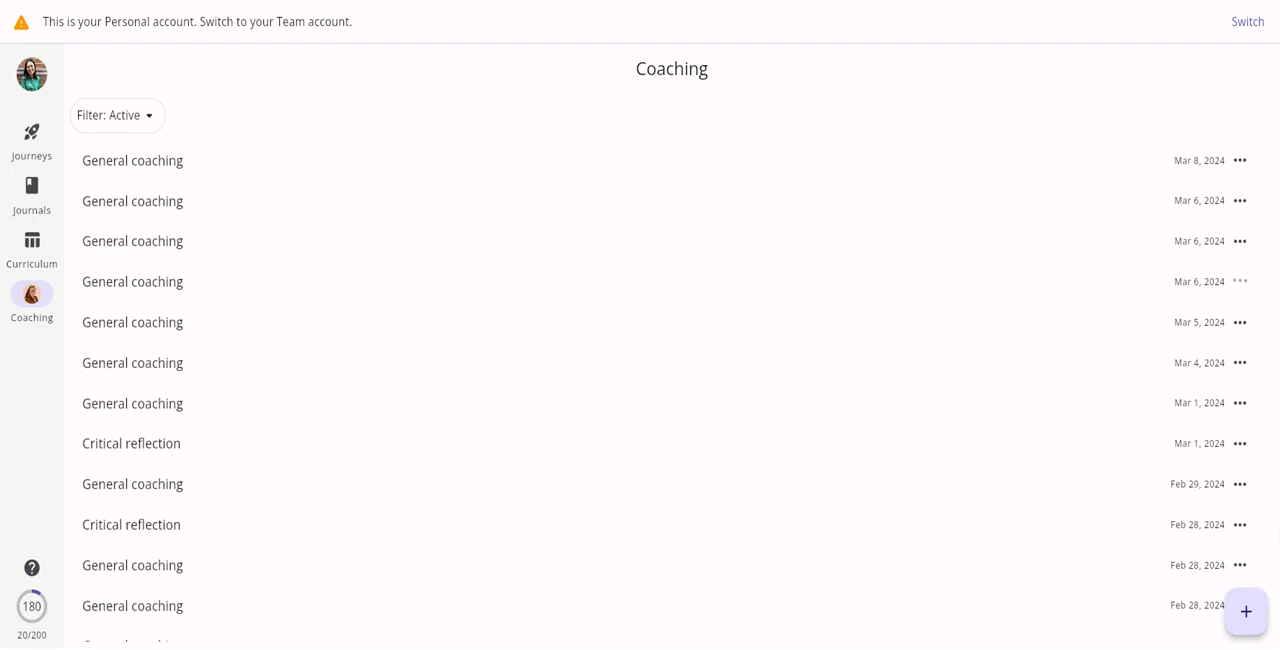 This is your Personal account. Switch to your Team account. Switch
Coaching
Filter: Active
Journeys
Journals
Curriculum
Coaching
General coaching Mar 8, 2024
General coaching Mar 6, 2024
General coaching Mar 6, 2024
General coaching Mar 6, 2024
General coaching Mar 5, 2024
General coaching Mar 4, 2024
General coaching Mar 1, 2024
Critical reflection Mar 1, 2024
General coaching Feb 29, 2024
Critical reflection Feb 28, 2024
General coaching Feb 28, 2024
General coaching Feb 28, 2024
180
20/200